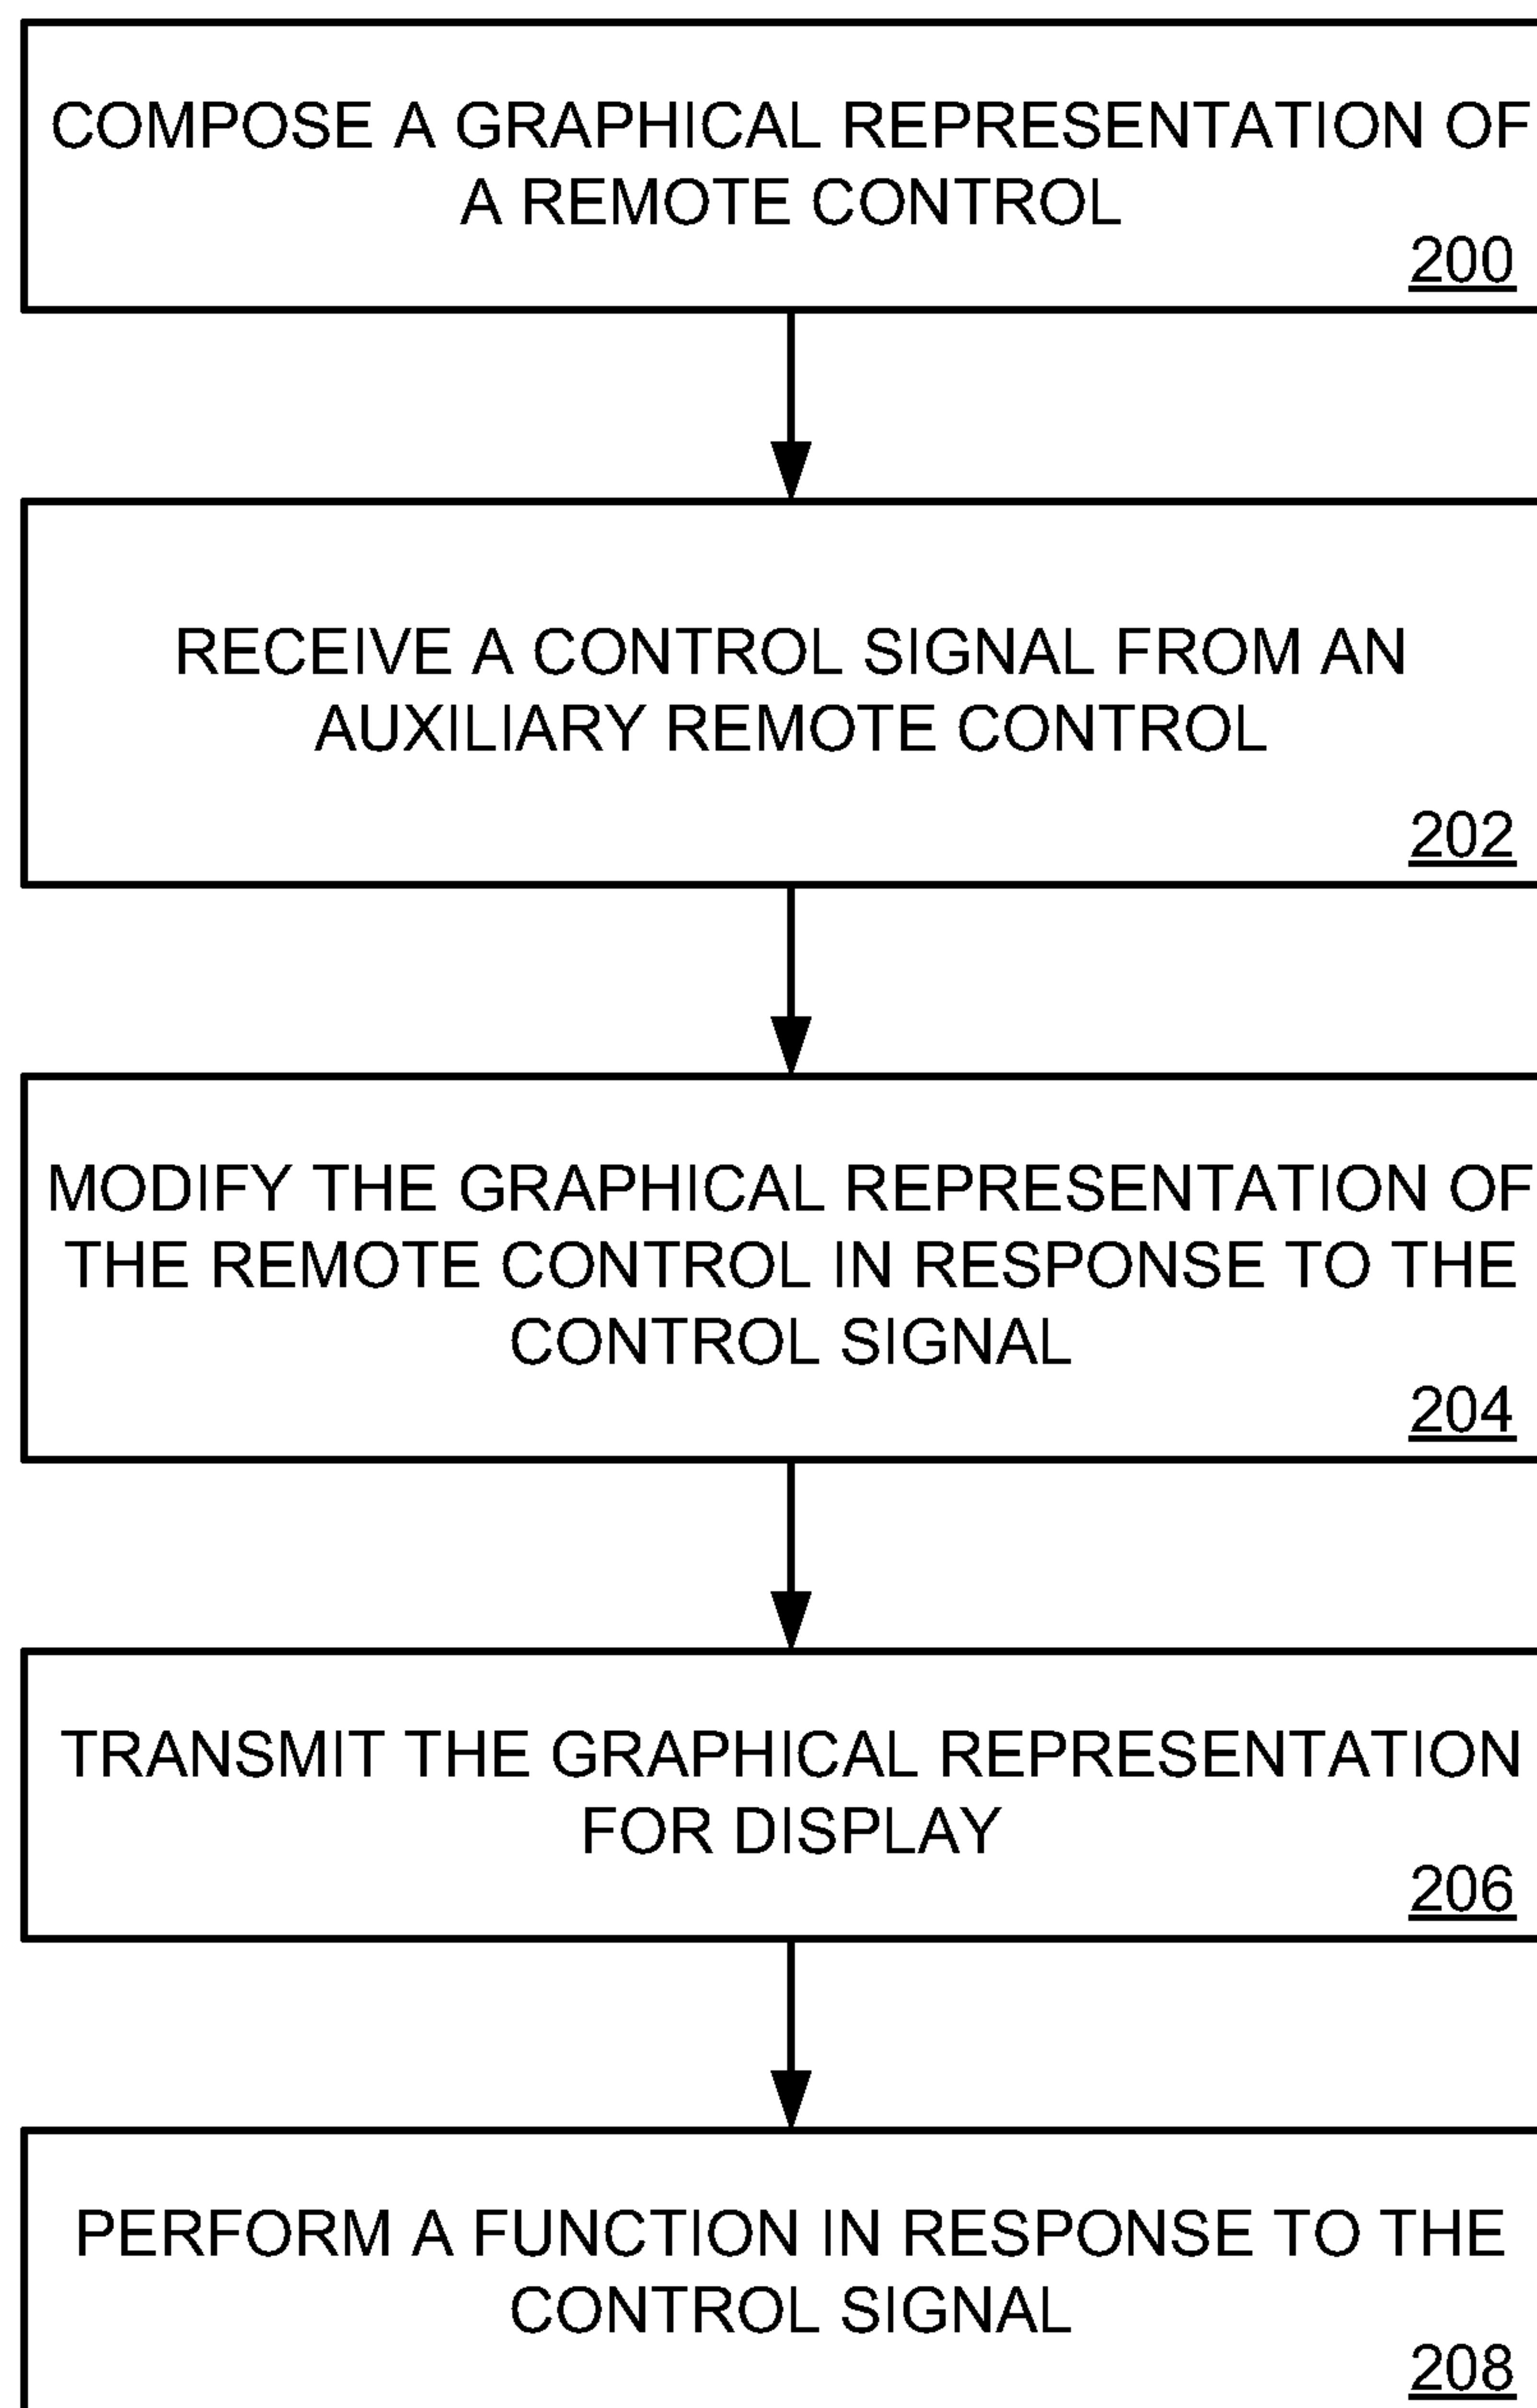 COMPOSE A GRAPHICAL REPRESENTATION OF
A REMOTE CONTROL
200
RECEIVE A CONTROL SIGNAL FROM AN
AUXILIARY REMOTE CONTROL
202
MODIFY THE GRAPHICAL REPRESENTATION OF
THE REMOTE CONTROL IN RESPONSE TO THE
CONTROL SIGNAL
204
TRANSMIT THE GRAPHICAL REPRESENTATION
FOR DISPLAY
206
PERFORM A FUNCTION IN RESPONSE TO THE
CONTROL SIGNAL
208